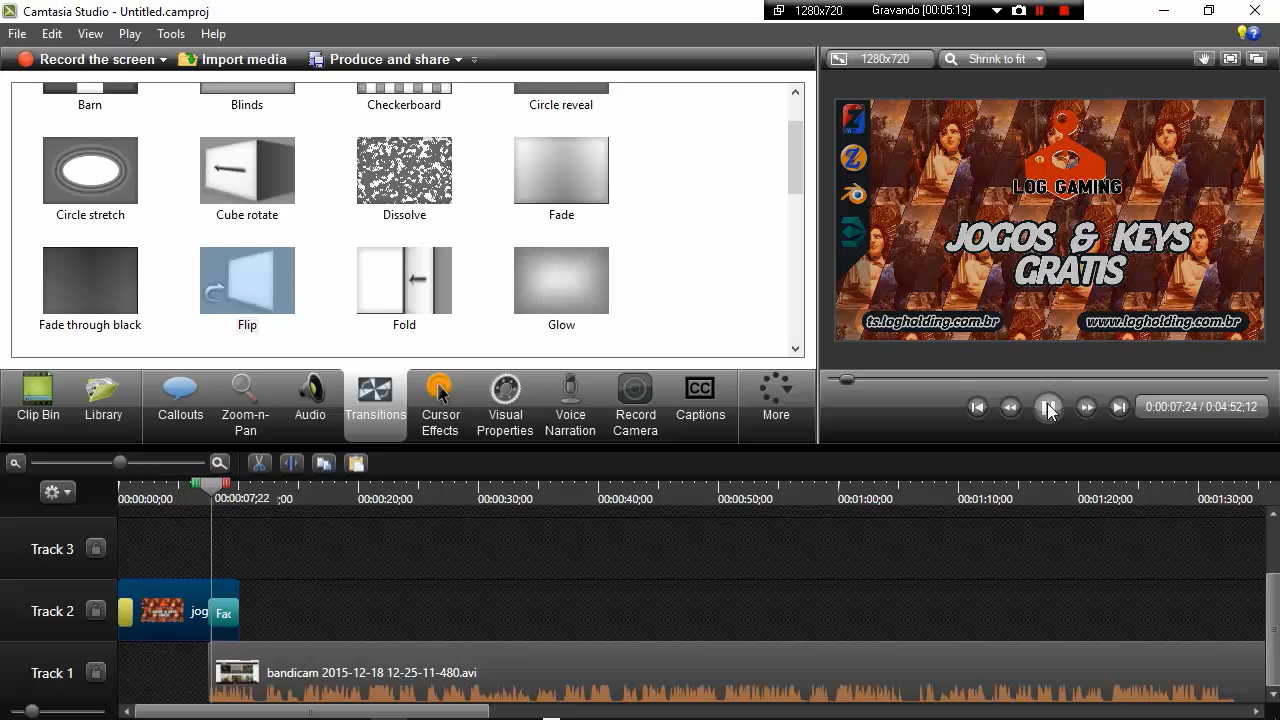 Camtasia Studio - Untitled.camproj
1280x720
Gravando [00:05:19]
File Edit View Play Tools Help
Record the screen
Import media
Produce and share
1280x720
Shrink to fit
Barn
Blinds
Checkerboard
Circle reveal
Circle stretch
Cube rotate
Dissolve
Fade
Fade through black
Flip
Fold
Glow
LOG GAMING
JOGOS & KEYS
GRATIS
ts.logholding.com.br
www.logholding.com.br
Clip Bin
Library
Callouts
Zoom-n-
Pan
Audio
Transitions
Cursor
Effects
Visual
Properties
Voice
Narration
Record
Camera
CC
Captions
More
0:00:07;24 / 0:04:52;12
00:00:00;00
00:00:07;22
;00
00:00:20;00
00:00:30;00
00:00:40;00
00:00:50;00
00:01:00;00
00:01:10;00
00:01:20;00
00:01:30;00
Track 3
Track 2
jog
Fac
Track 1
bandicam 2015-12-18 12-25-11-480.avi